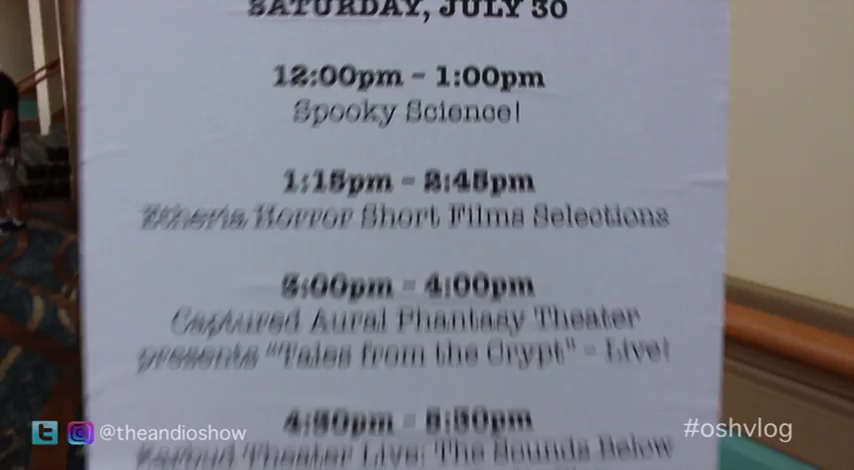 SATURDAY, JULY 30
12:00pm - 1:00pm
Spooky Science!
1:15pm - 2:45pm
Etheria Horror Short Films Selections
3:00pm - 4:00pm
Captured Aural Phantasy Theater
presents "Tales from the Crypt" - Live!
4:30pm - 5:30pm
Theater Live: The Sounds Below
@theandioshow
#oshvlog